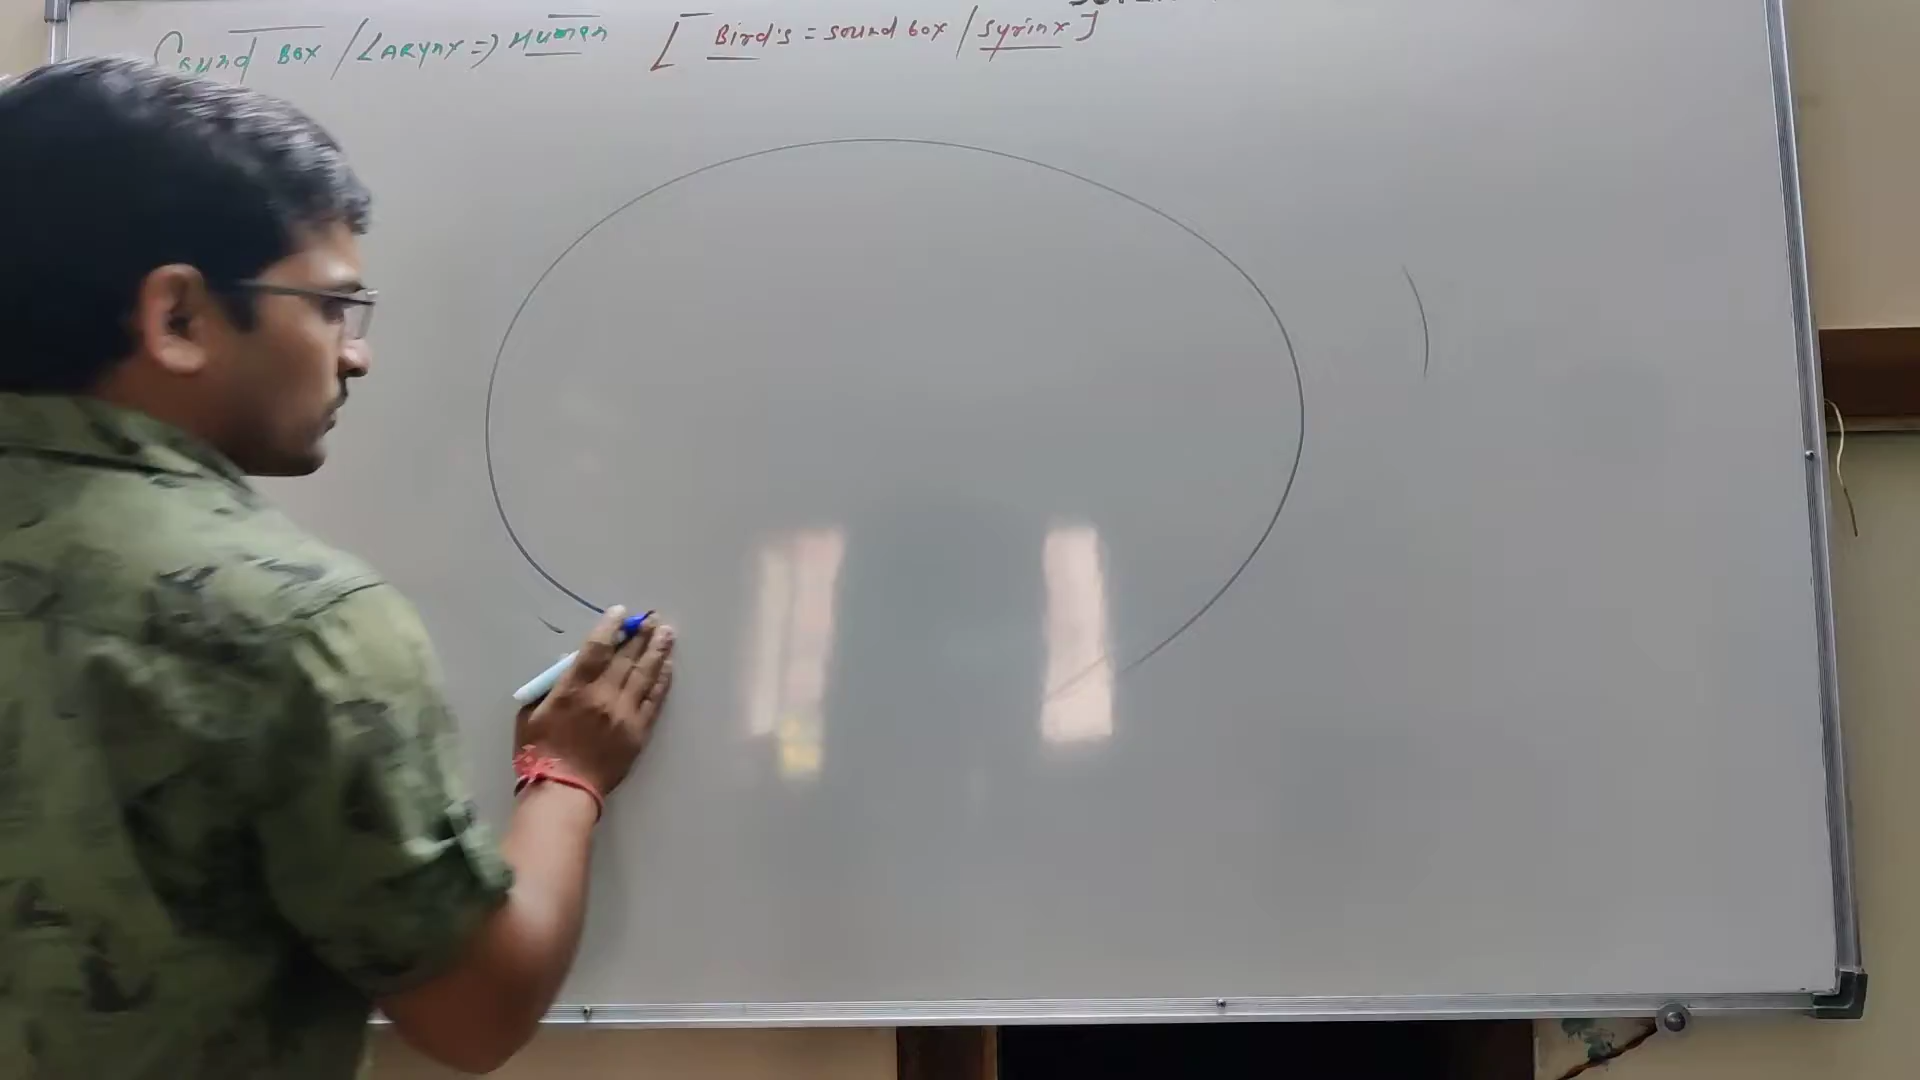 Sound BOX / LARYNX => Human [ Bird's = sound box / Syrinx ]